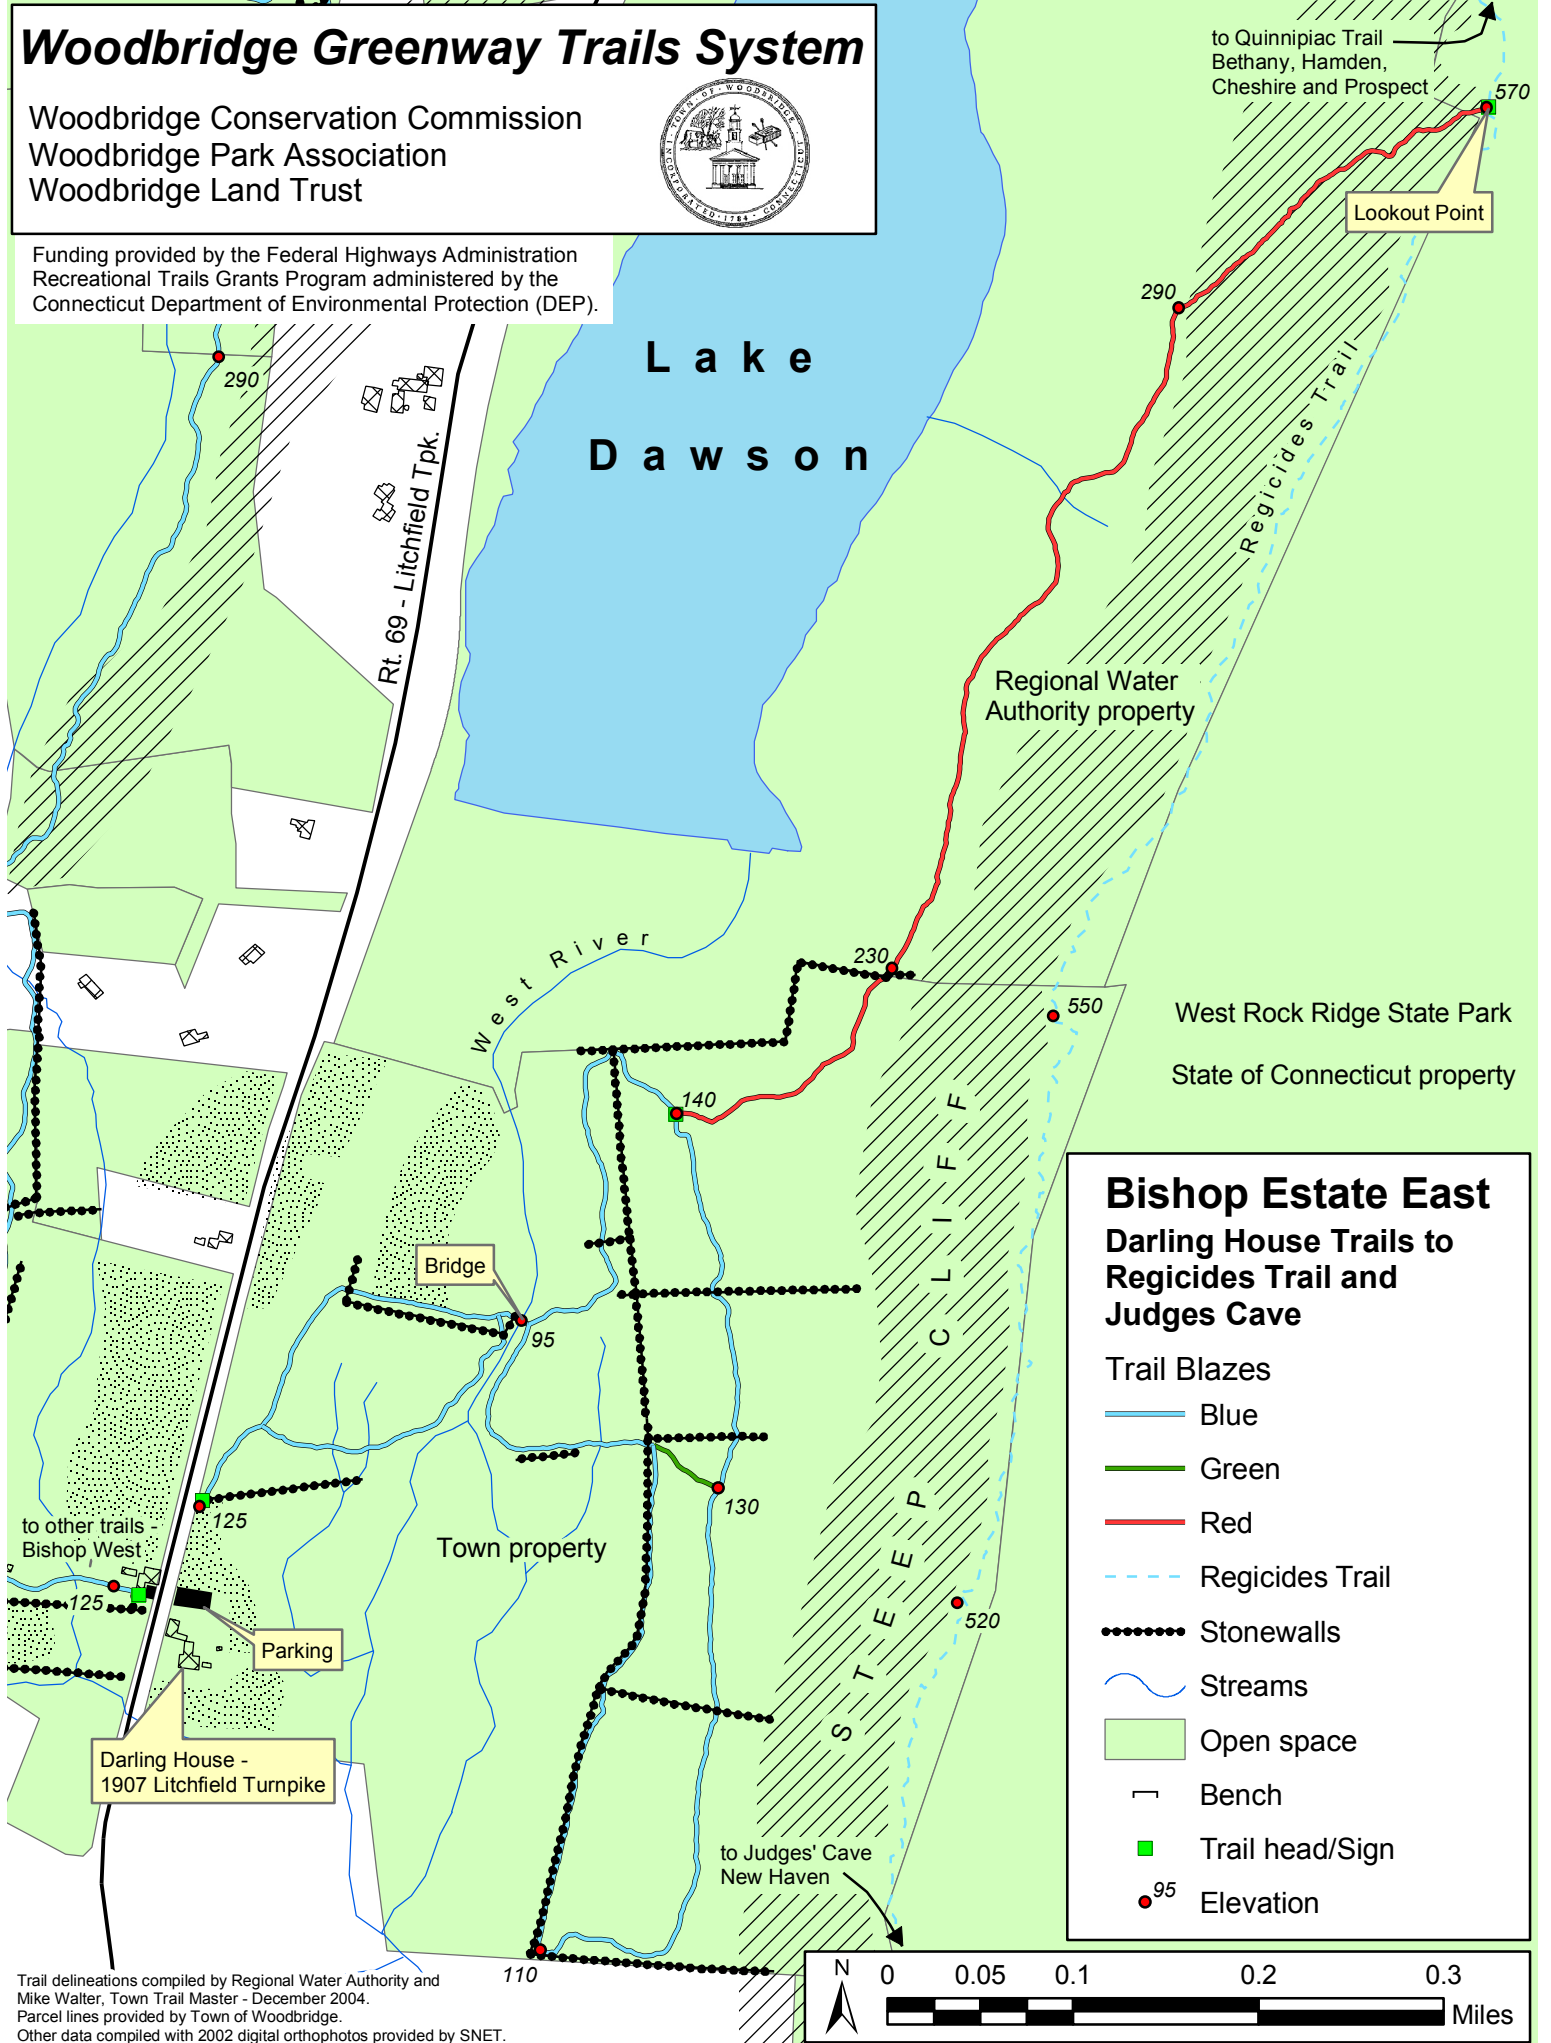 Woodbridge Greenway Trails System
Woodbridge Conservation Commission
Woodbridge Park Association
Woodbridge Land Trust
TOWN · OF · WOODBRIDGE
INCORPORATED · 1784 · CONNECTICUT
Funding provided by the Federal Highways Administration
Recreational Trails Grants Program administered by the
Connecticut Department of Environmental Protection (DEP).
to Quinnipiac Trail
Bethany, Hamden,
Cheshire and Prospect
570
Lookout Point
290
290
Lake
Dawson
Rt. 69 - Litchfield Tpk.
Regicides Trail
Regional Water
Authority property
West River
230
550
West Rock Ridge State Park
State of Connecticut property
140
STEEP CLIFF
Bridge
95
130
125
to other trails -
Bishop West
125
Town property
520
Parking
Darling House -
1907 Litchfield Turnpike
to Judges' Cave
New Haven
110
Bishop Estate East
Darling House Trails to
Regicides Trail and
Judges Cave
Trail Blazes
Blue
Green
Red
Regicides Trail
Stonewalls
Streams
Open space
Bench
Trail head/Sign
95
Elevation
N
0 0.05 0.1 0.2 0.3
Miles
Trail delineations compiled by Regional Water Authority and
Mike Walter, Town Trail Master - December 2004.
Parcel lines provided by Town of Woodbridge.
Other data compiled with 2002 digital orthophotos provided by SNET.